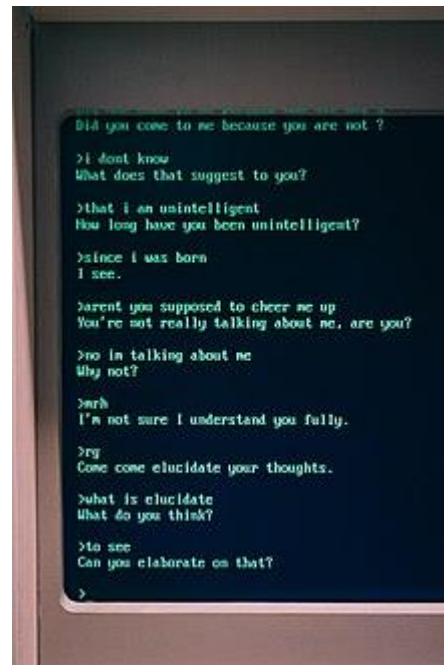 Did you come to me because you are not ?
>i dont know
What does that suggest to you?
>that i am unintelligent
How long have you been unintelligent?
>since i was born
I see.
>arent you supposed to cheer me up
You're not really talking about me, are you?
>no im talking about me
Why not?
>mrh
I'm not sure I understand you fully.
>rg
Come come elucidate your thoughts.
>what is elucidate
What do you think?
>to see
Can you elaborate on that?
>